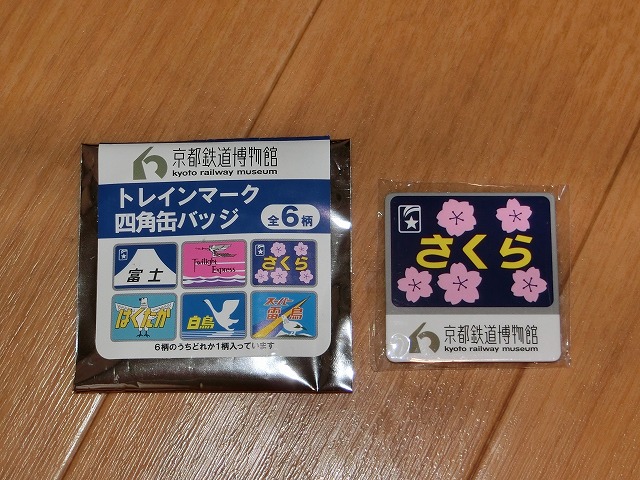 京都鉄道博物館
kyoto railway museum
トレインマーク
四角缶バッジ
全6柄
富士
Twilight
Express
さくら
はくたか
白鳥
スーパー
雷鳥
6柄のうちどれか1柄入っています
さくら
京都鉄道博物館
kyoto railway museum